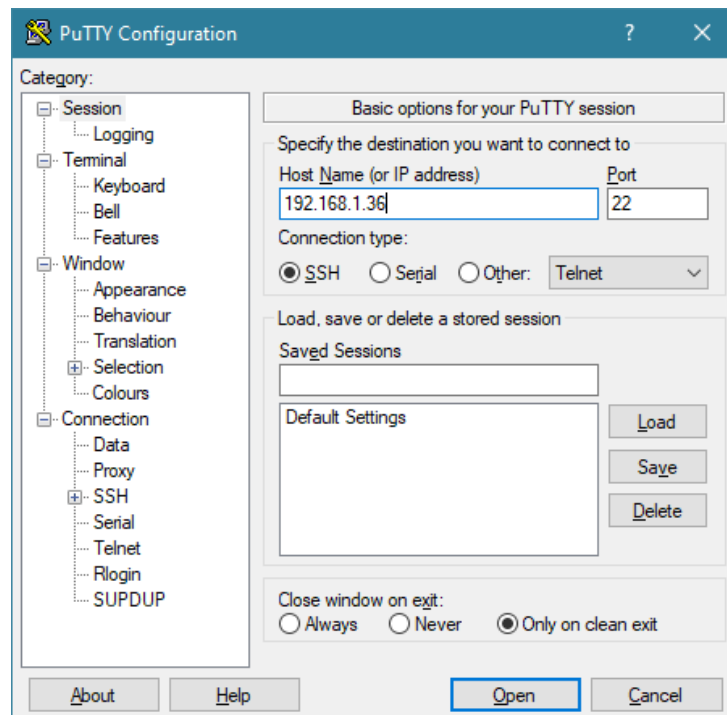 PuTTY Configuration ? ×
Category:
Session
Logging
Terminal
Keyboard
Bell
Features
Window
Appearance
Behaviour
Translation
Selection
Colours
Connection
Data
Proxy
SSH
Serial
Telnet
Rlogin
SUPDUP
Basic options for your PuTTY session
Specify the destination you want to connect to
Host Name (or IP address) Port
192.168.1.36 22
Connection type:
SSH Serial Other: Telnet
Load, save or delete a stored session
Saved Sessions
Default Settings
Load
Save
Delete
Close window on exit:
Always Never Only on clean exit
About Help Open Cancel